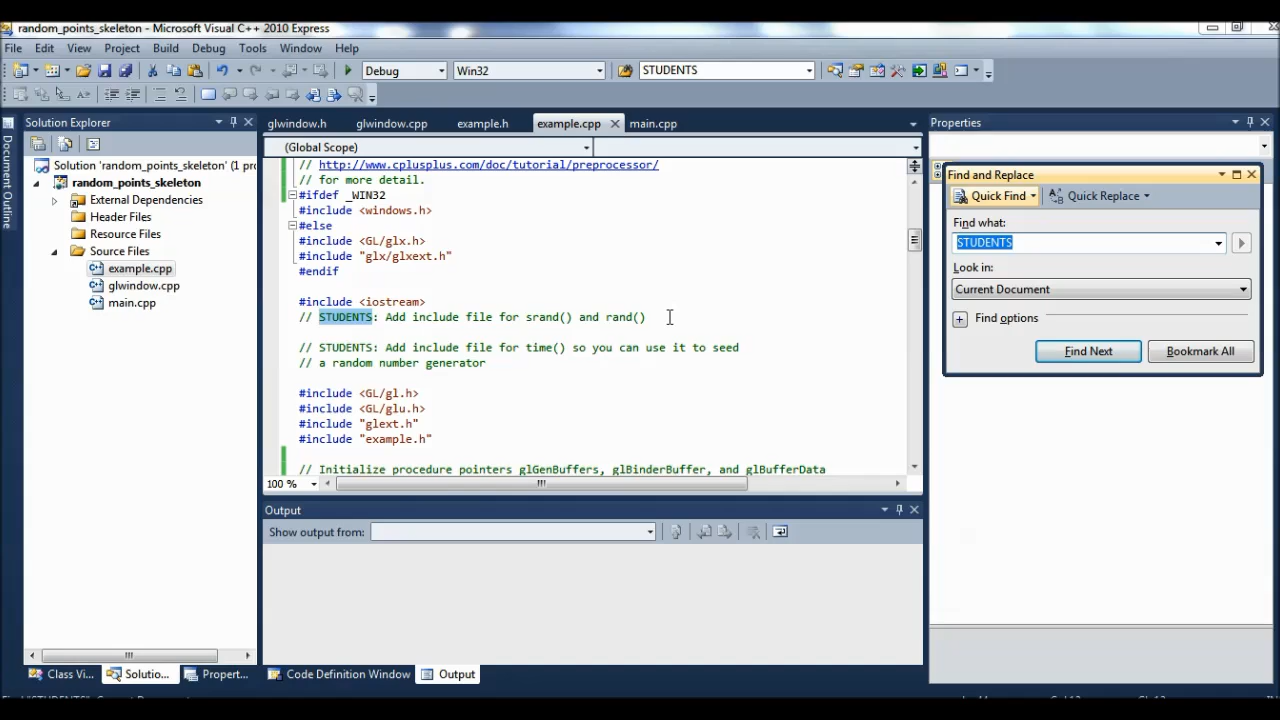 random_points_skeleton - Microsoft Visual C++ 2010 Express
File Edit View Project Build Debug Tools Window Help
Debug Win32 STUDENTS
Solution Explorer
Solution 'random_points_skeleton' (1 pr
random_points_skeleton
External Dependencies
Header Files
Resource Files
Source Files
example.cpp
glwindow.cpp
main.cpp
Class Vi... Solutio... Propert...
Document Outline
glwindow.h glwindow.cpp example.h example.cpp main.cpp
(Global Scope)
// http://www.cplusplus.com/doc/tutorial/preprocessor/
// for more detail.
#ifdef _WIN32
#include <windows.h>
#else
#include <GL/glx.h>
#include "glx/glxext.h"
#endif
#include <iostream>
// STUDENTS: Add include file for srand() and rand()
// STUDENTS: Add include file for time() so you can use it to seed
// a random number generator
#include <GL/gl.h>
#include <GL/glu.h>
#include "glext.h"
#include "example.h"
// Initialize procedure pointers glGenBuffers, glBinderBuffer, and glBufferData
100 %
Output
Show output from:
Code Definition Window Output
Properties
Find and Replace
Quick Find Quick Replace
Find what:
STUDENTS
Look in:
Current Document
Find options
Find Next Bookmark All